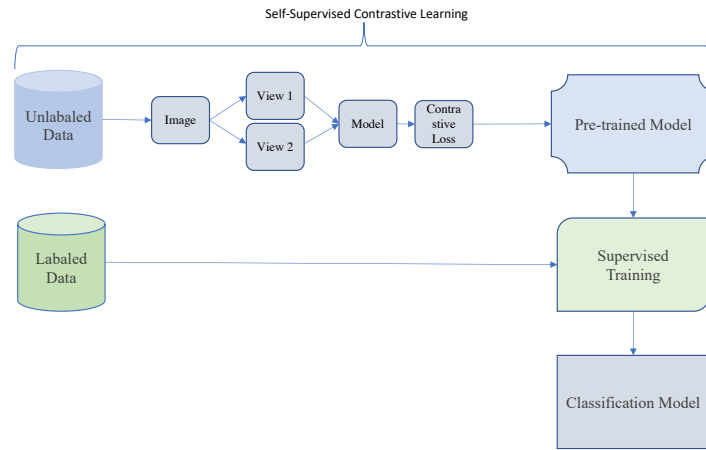 Self-Supervised Contrastive Learning
Unlabaled
Data
Image
View 1
View 2
Model
Contra
stive
Loss
Pre-trained Model
Labaled
Data
Supervised
Training
Classification Model